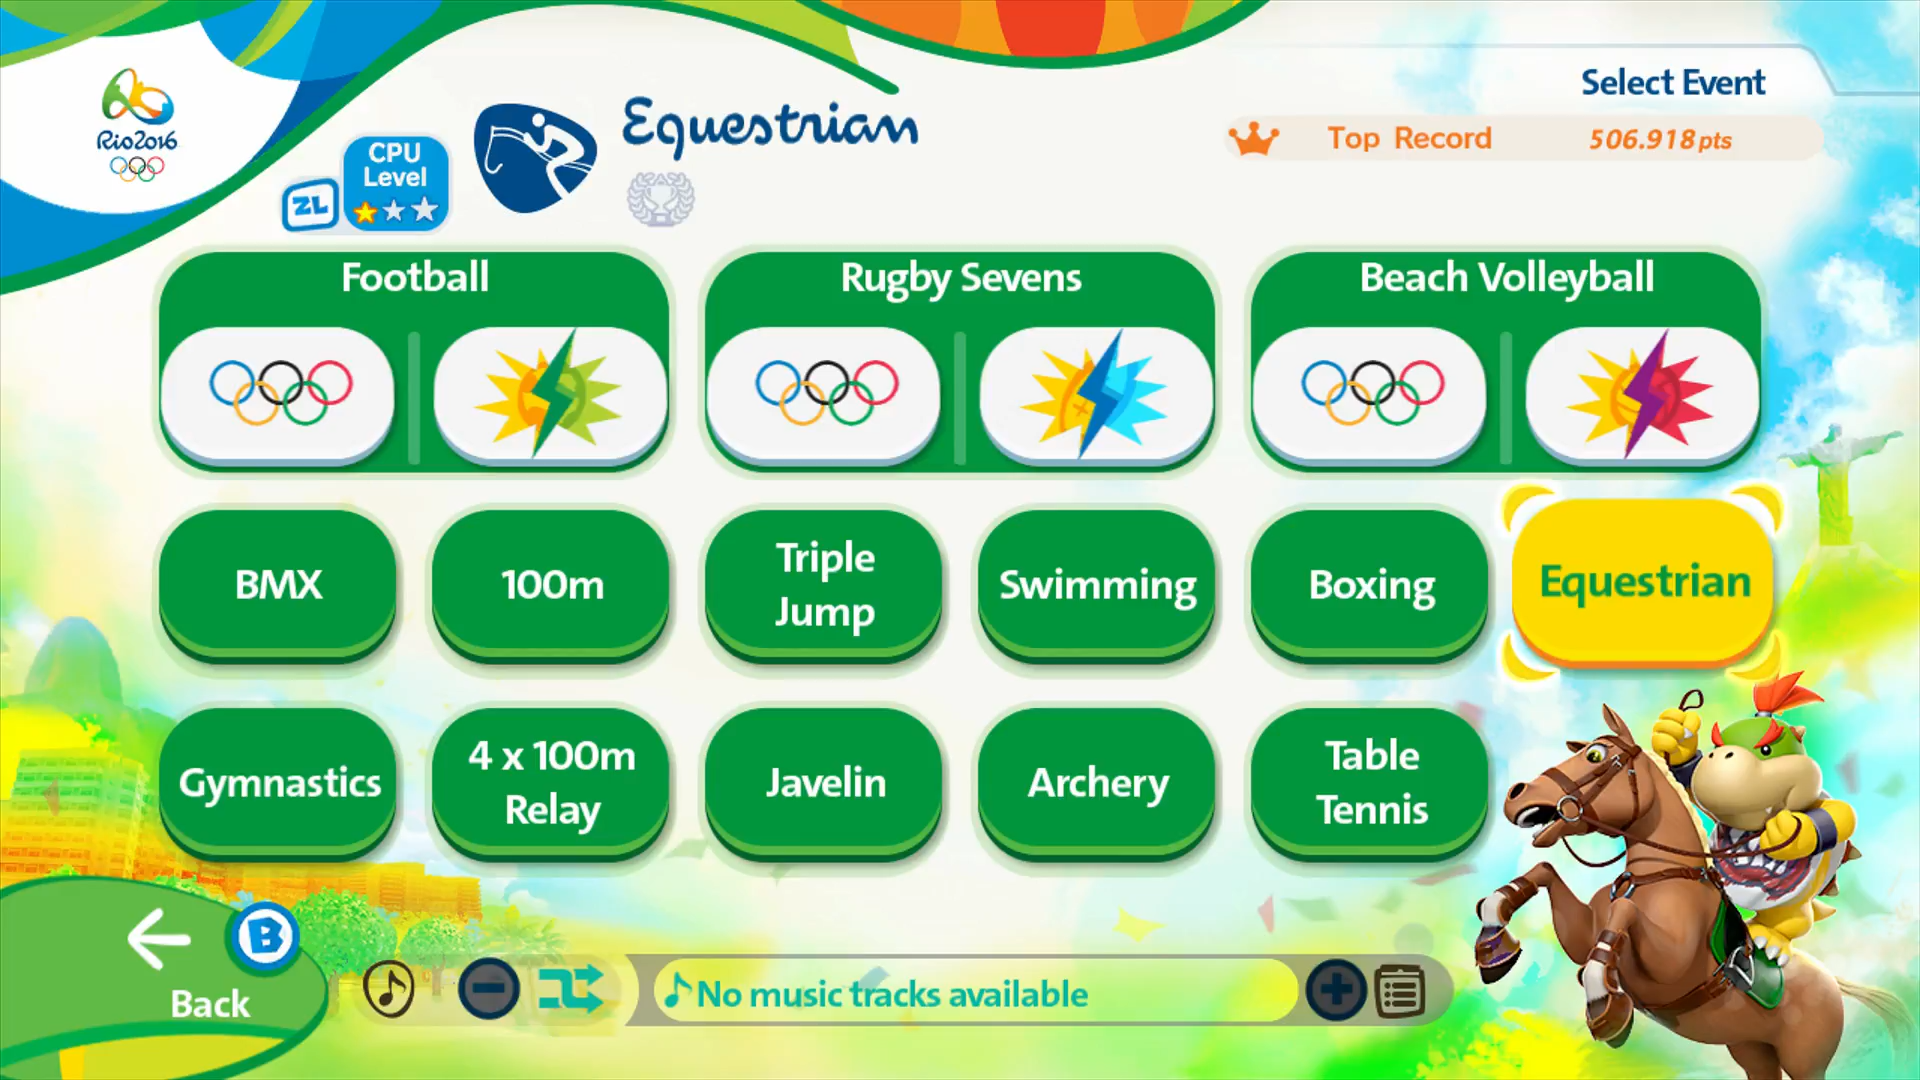 Rio2016
ZL
CPU
Level
Equestrian
Select Event
Top Record 506.918pts
Football
Rugby Sevens
Beach Volleyball
BMX
100m
Triple
Jump
Swimming
Boxing
Equestrian
Gymnastics
4 x 100m
Relay
Javelin
Archery
Table
Tennis
B
Back
No music tracks available